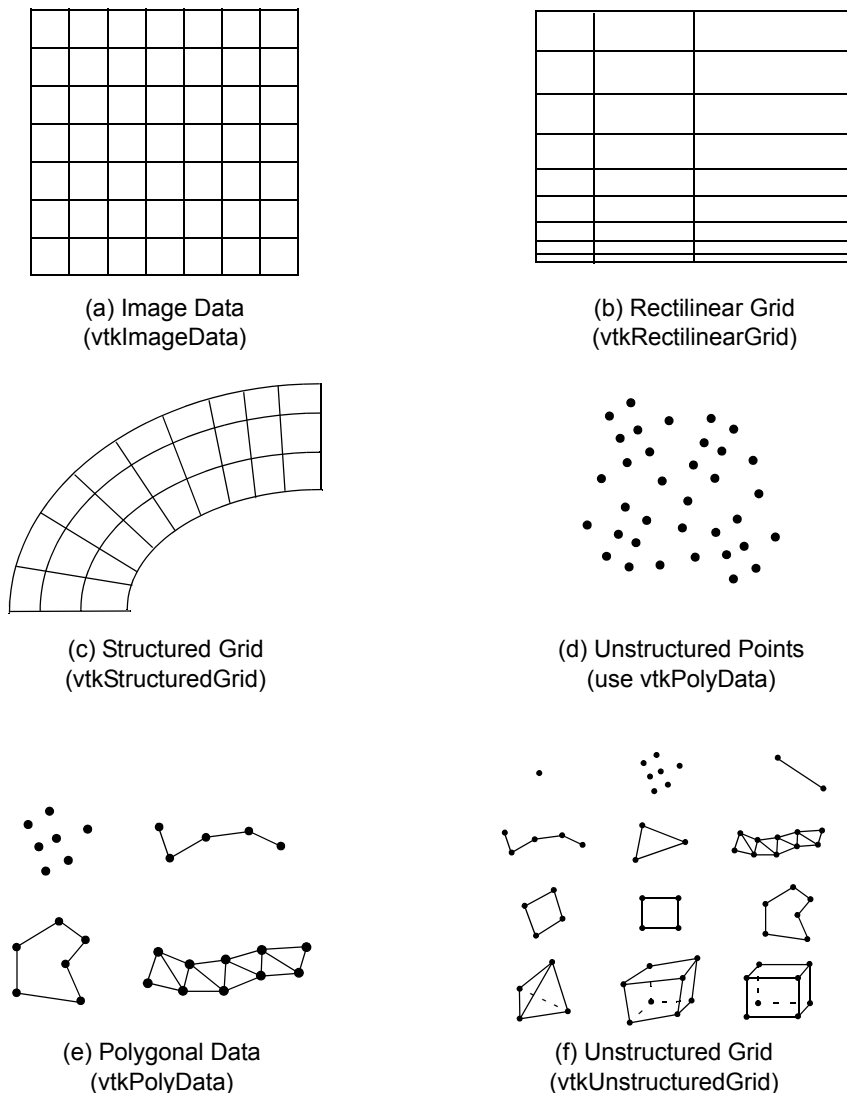 (a) Image Data
(vtkImageData)
(b) Rectilinear Grid
(vtkRectilinearGrid)
(c) Structured Grid
(vtkStructuredGrid)
(d) Unstructured Points
(use vtkPolyData)
(e) Polygonal Data
(vtkPolyData)
(f) Unstructured Grid
(vtkUnstructuredGrid)